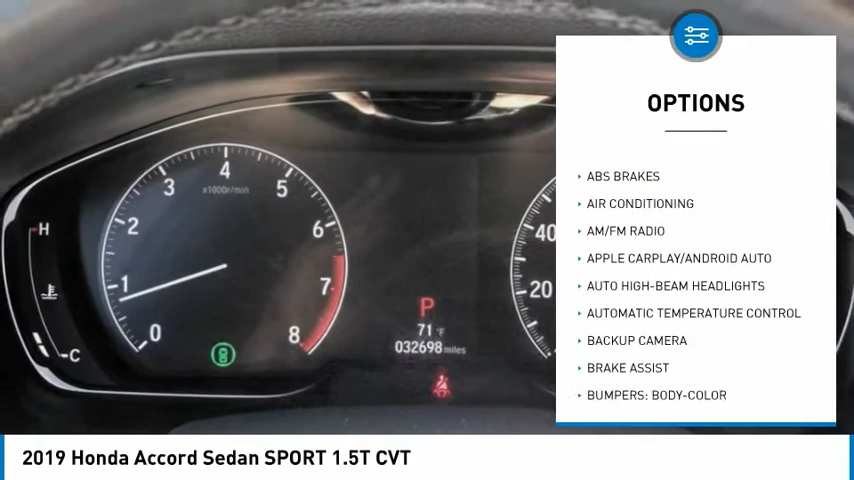 OPTIONS
ABS BRAKES
AIR CONDITIONING
AM/FM RADIO
APPLE CARPLAY/ANDROID AUTO
AUTO HIGH-BEAM HEADLIGHTS
AUTOMATIC TEMPERATURE CONTROL
BACKUP CAMERA
BRAKE ASSIST
BUMPERS: BODY-COLOR
H
C
0
1
2
3
4
5
6
7
8
x1000r/min
P
71 °F
032698 miles
40
20
2019 Honda Accord Sedan SPORT 1.5T CVT